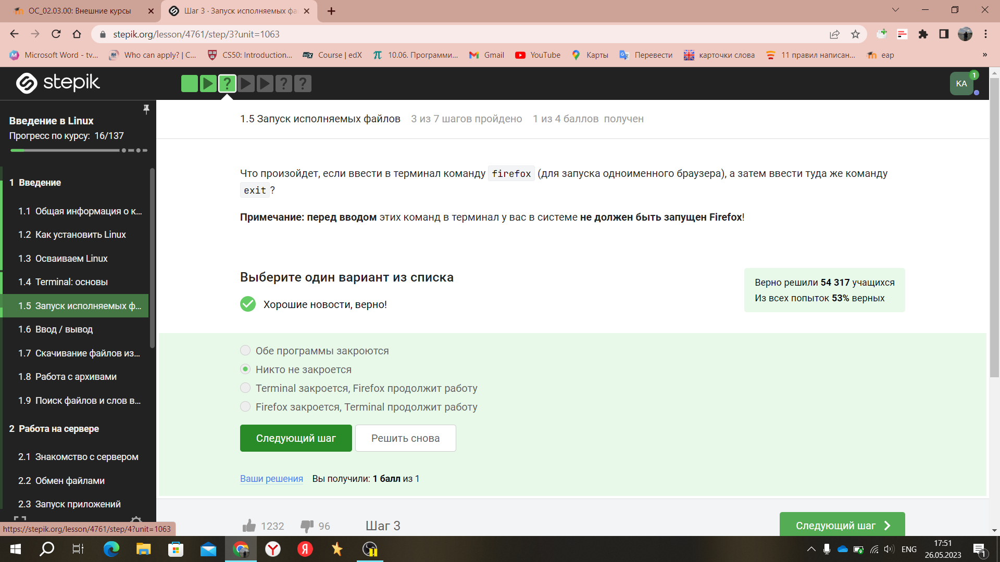 ОС_02.03.00: Внешние курсы
Шаг 3 · Запуск исполняемых фа
stepik.org/lesson/4761/step/3?unit=1063
Microsoft Word - tv...
Who can apply? | C...
CS50: Introduction...
edX
Course | edX
10.06. Программи...
Gmail
YouTube
Карты
Перевести
карточки слова
11 правил написан...
eap
»
stepik
? ? ?
KA
1
Введение в Linux
Прогресс по курсу: 16/137
1 Введение
1.1 Общая информация о к...
1.2 Как установить Linux
1.3 Осваиваем Linux
1.4 Terminal: основы
1.5 Запуск исполняемых ф...
1.6 Ввод / вывод
1.7 Скачивание файлов из...
1.8 Работа с архивами
1.9 Поиск файлов и слов в...
2 Работа на сервере
2.1 Знакомство с сервером
2.2 Обмен файлами
2.3 Запуск приложений
https://stepik.org/lesson/4761/step/4?unit=1063
1.5 Запуск исполняемых файлов 3 из 7 шагов пройдено 1 из 4 баллов получен
Что произойдет, если ввести в терминал команду firefox (для запуска одноименного браузера), а затем ввести туда же команду
exit ?
Примечание: перед вводом этих команд в терминал у вас в системе не должен быть запущен Firefox!
Выберите один вариант из списка
Хорошие новости, верно!
Верно решили 54 317 учащихся
Из всех попыток 53% верных
Обе программы закроются
Никто не закроется
Terminal закроется, Firefox продолжит работу
Firefox закроется, Terminal продолжит работу
Следующий шаг
Решить снова
Ваши решения Вы получили: 1 балл из 1
1232
96
Шаг 3
Следующий шаг
ENG
17:51
26.05.2023
1